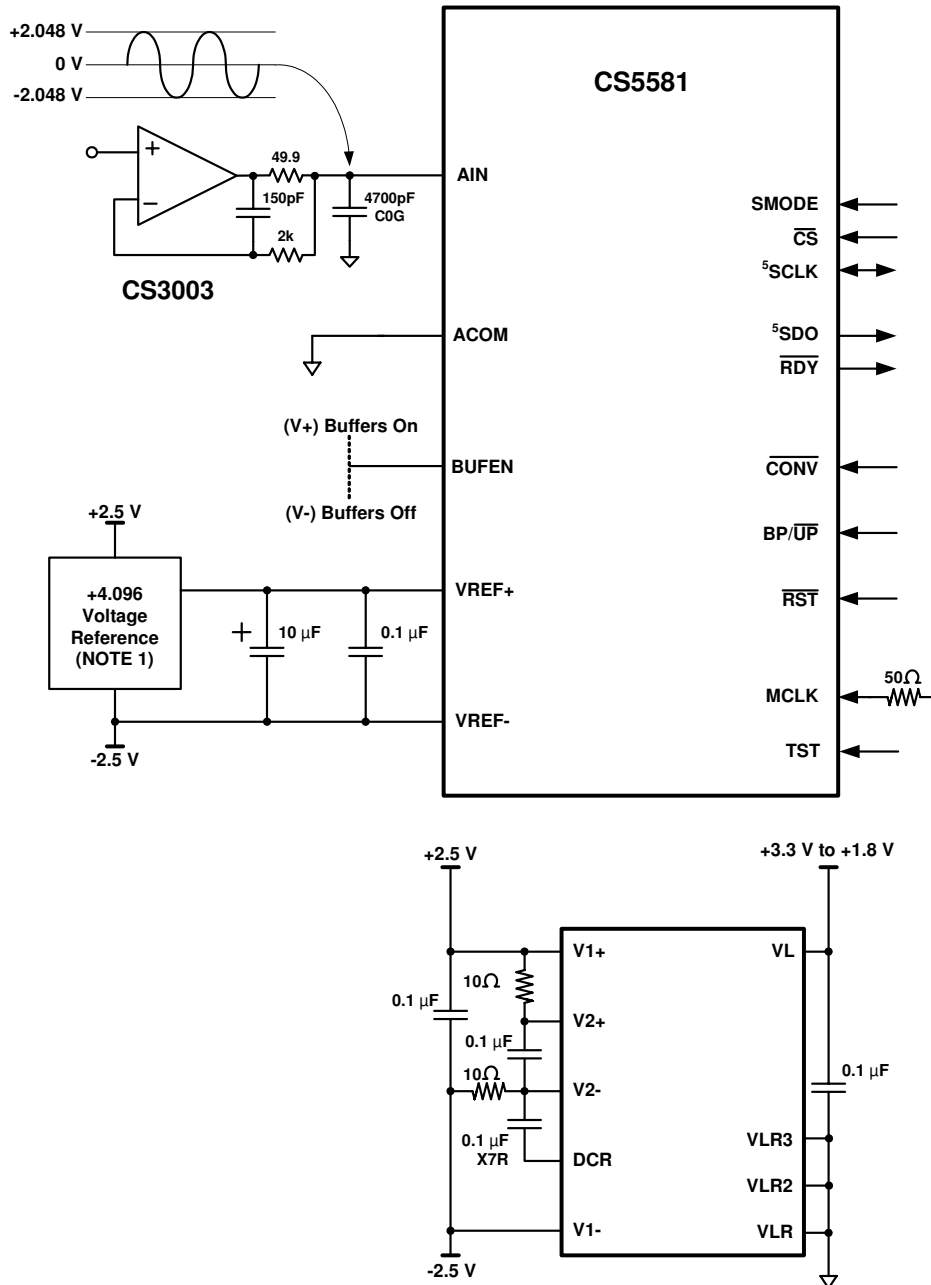 +2.048 V
0 V
-2.048 V
CS5581
+
−
49.9
150pF
2k
4700pF
C0G
CS3003
AIN
ACOM
(V+) Buffers On
BUFEN
(V-) Buffers Off
+2.5 V
+4.096
Voltage
Reference
(NOTE 1)
+
10 µF
0.1 µF
VREF+
VREF-
-2.5 V
SMODE
CS
5SCLK
5SDO
RDY
CONV
BP/UP
RST
50Ω
MCLK
TST
+2.5 V
+3.3 V to +1.8 V
V1+
VL
10Ω
0.1 µF
V2+
0.1 µF
10Ω
V2-
0.1 µF
X7R
DCR
V1-
-2.5 V
0.1 µF
VLR3
VLR2
VLR